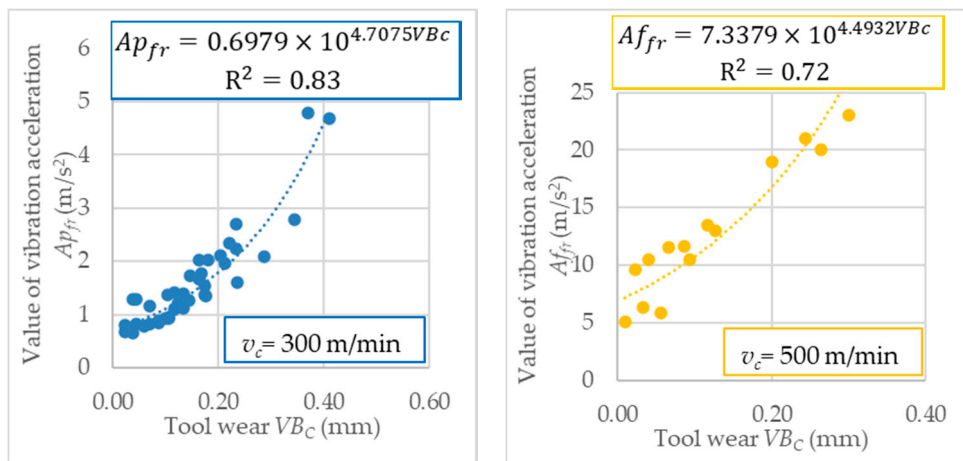 Ap_fr = 0.6979 × 10^4.7075VBc
R² = 0.83
Value of vibration acceleration
Ap_fr (m/s²)
6
5
4
3
2
1
0
v_c= 300 m/min
0.00 0.20 0.40 0.60
Tool wear VB_C (mm)
Af_fr = 7.3379 × 10^4.4932VBc
R² = 0.72
Value of vibration acceleration
Af_fr (m/s²)
25
20
15
10
5
0
v_c= 500 m/min
0.00 0.20 0.40
Tool wear VB_C (mm)